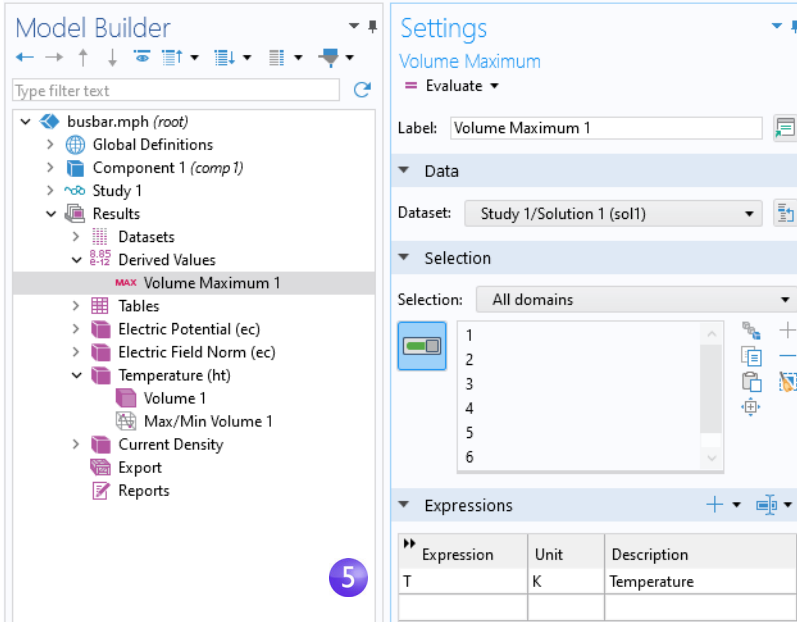 Model Builder
Type filter text
busbar.mph (root)
Global Definitions
Component 1 (comp1)
Study 1
Results
Datasets
8.85
e-12 Derived Values
MAX Volume Maximum 1
Tables
Electric Potential (ec)
Electric Field Norm (ec)
Temperature (ht)
Volume 1
Max/Min Volume 1
Current Density
Export
Reports
5
Settings
Volume Maximum
= Evaluate
Label: Volume Maximum 1
Data
Dataset: Study 1/Solution 1 (sol1)
Selection
Selection: All domains
1
2
3
4
5
6
Expressions
Expression Unit Description
T K Temperature